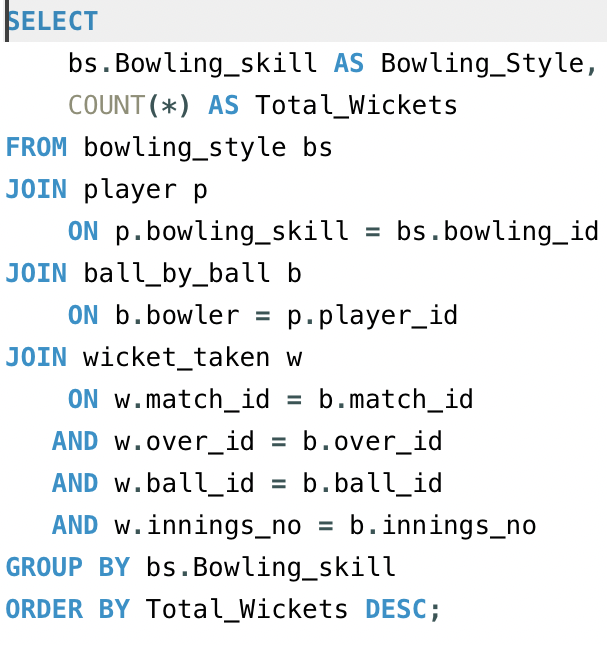 SELECT
    bs.Bowling_skill AS Bowling_Style,
    COUNT(*) AS Total_Wickets
FROM bowling_style bs
JOIN player p
    ON p.bowling_skill = bs.bowling_id
JOIN ball_by_ball b
    ON b.bowler = p.player_id
JOIN wicket_taken w
    ON w.match_id = b.match_id
   AND w.over_id = b.over_id
   AND w.ball_id = b.ball_id
   AND w.innings_no = b.innings_no
GROUP BY bs.Bowling_skill
ORDER BY Total_Wickets DESC;